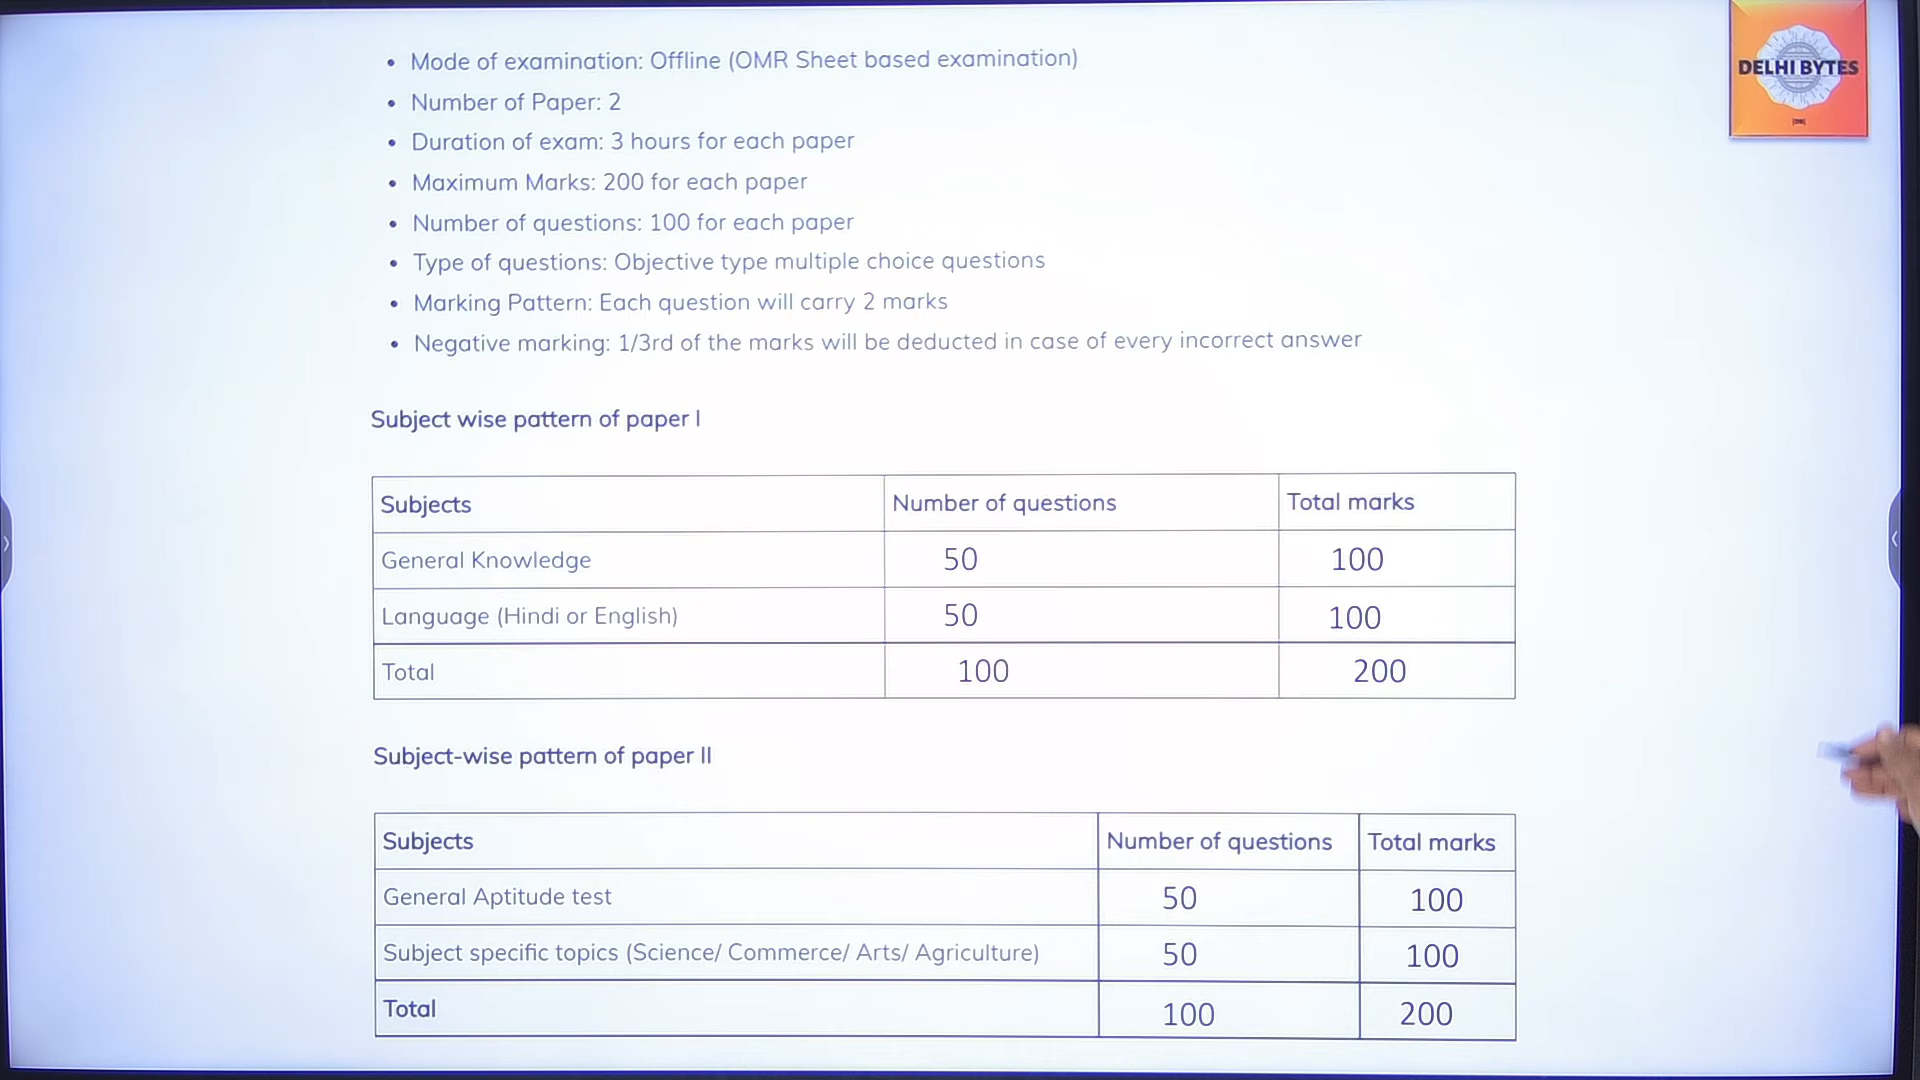 DELHI BYTES
• Mode of examination: Offline (OMR Sheet based examination)
• Number of Paper: 2
• Duration of exam: 3 hours for each paper
• Maximum Marks: 200 for each paper
• Number of questions: 100 for each paper
• Type of questions: Objective type multiple choice questions
• Marking Pattern: Each question will carry 2 marks
• Negative marking: 1/3rd of the marks will be deducted in case of every incorrect answer
Subject wise pattern of paper I
Subjects Number of questions Total marks
General Knowledge 50 100
Language (Hindi or English) 50 100
Total 100 200
Subject-wise pattern of paper II
Subjects Number of questions Total marks
General Aptitude test 50 100
Subject specific topics (Science/ Commerce/ Arts/ Agriculture) 50 100
Total 100 200